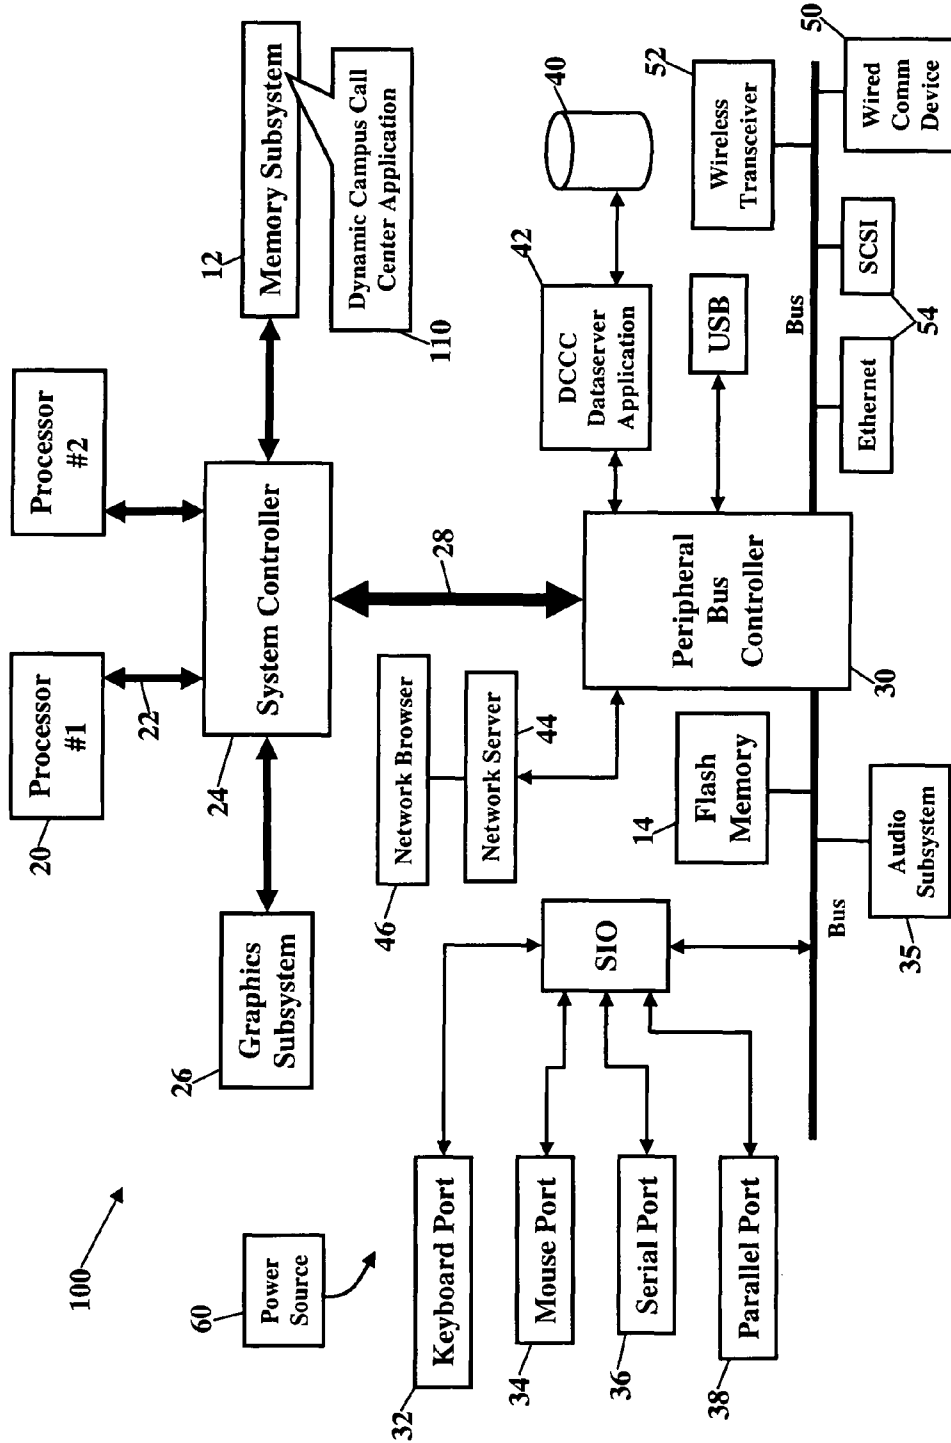 100
20
Processor
#1
22
Processor
#2
60
Power
Source
26
Graphics
Subsystem
24
System Controller
12
Memory Subsystem
110
Dynamic Campus Call
Center Application
28
46
Network Browser
Network Server
44
32
Keyboard Port
34
Mouse Port
36
Serial Port
38
Parallel Port
SIO
14
Flash
Memory
Peripheral
Bus
Controller
30
42
DCCC
Dataserver
Application
40
USB
52
Wireless
Transceiver
Bus
Bus
35
Audio
Subsystem
Ethernet
54
SCSI
50
Wired
Comm
Device